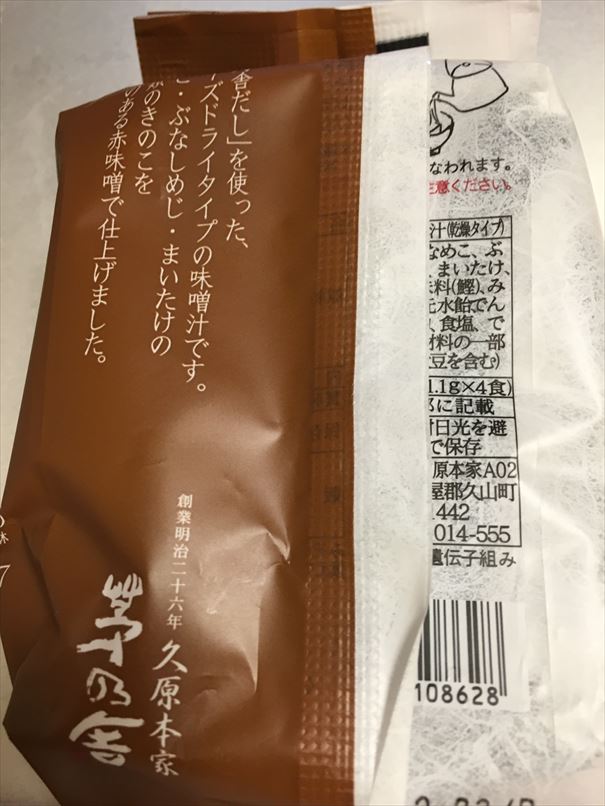 舎だし」を使った、
ーズドライタイプの味噌汁です。
こ・ぶなしめじ・まいたけの
類のきのこを
のある赤味噌で仕上げました。
創業明治二十六年
久原本家
茅乃舎
なわれます。
注意ください。
汁(乾燥タイプ)
なめこ、ぶ
まいたけ、
料(鰹)、み
元水飴、でん
、食塩、で
材料の一部
豆を含む)
1.1g×4食)
に記載
日光を避
で保存
原本家A02
屋郡久山町
442
014-555
遺伝子組み
108628